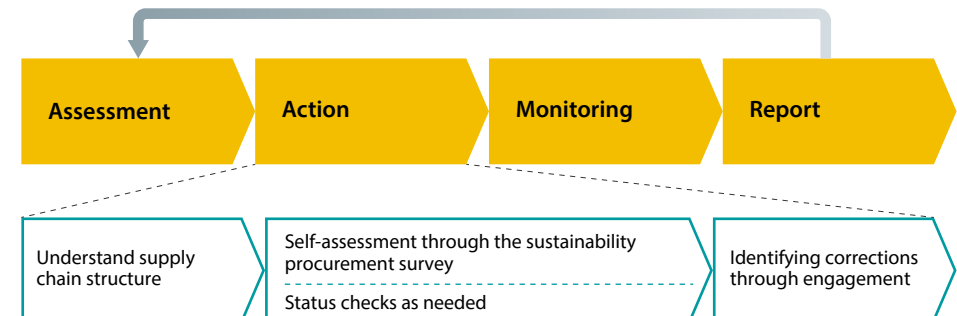 Assessment
Action
Monitoring
Report
Understand supply
chain structure
Self-assessment through the sustainability
procurement survey
Status checks as needed
Identifying corrections
through engagement